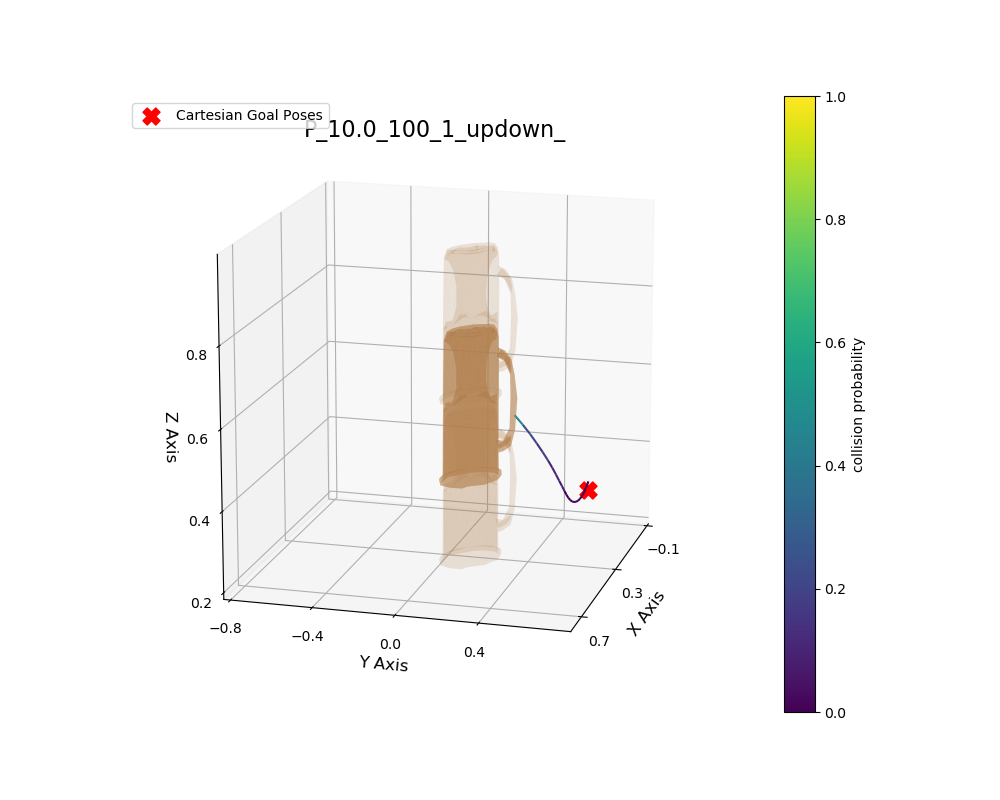 Cartesian Goal Poses
P_10.0_100_1_updown_
1.0
0.8
0.6
0.4
0.2
0.0
collision probability
0.8
0.6
0.4
0.2
Z Axis
−0.8
−0.4
0.0
0.4
Y Axis
−0.1
0.3
0.7
X Axis